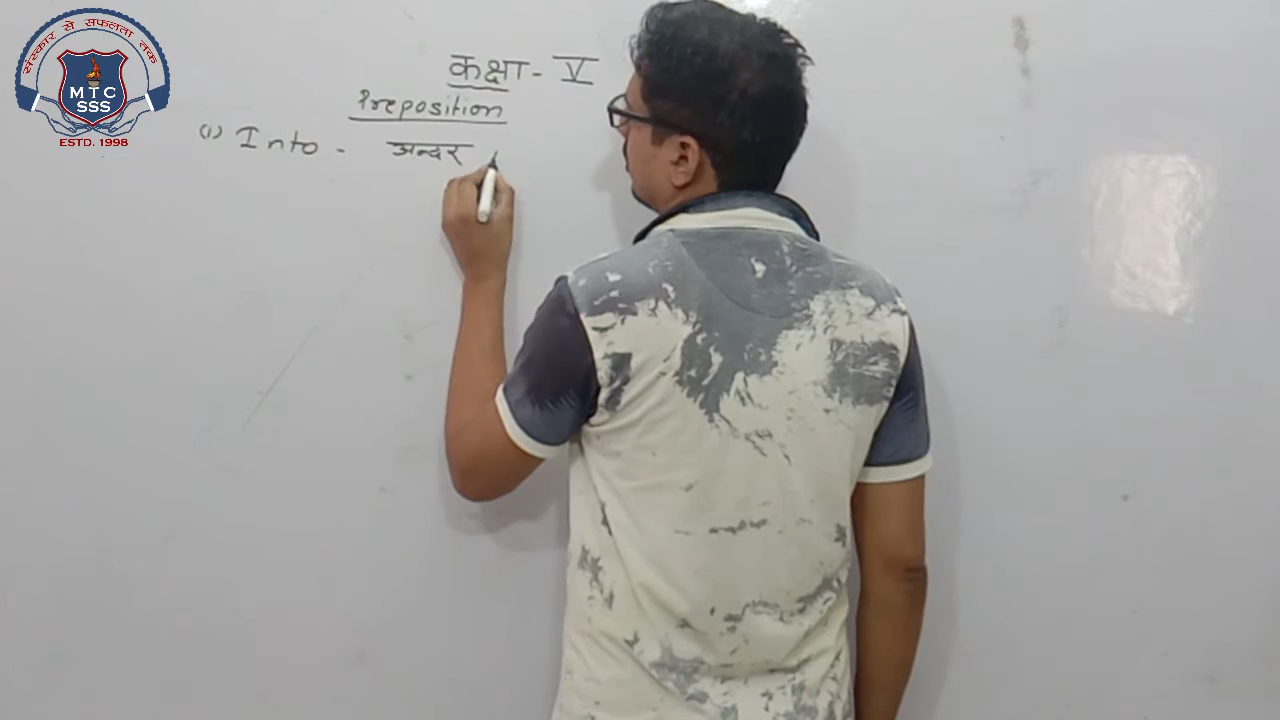 संस्कार से सफलता तक
MTC
SSS
ESTD. 1998
कक्षा - V
Preposition
(1) Into - अन्दर